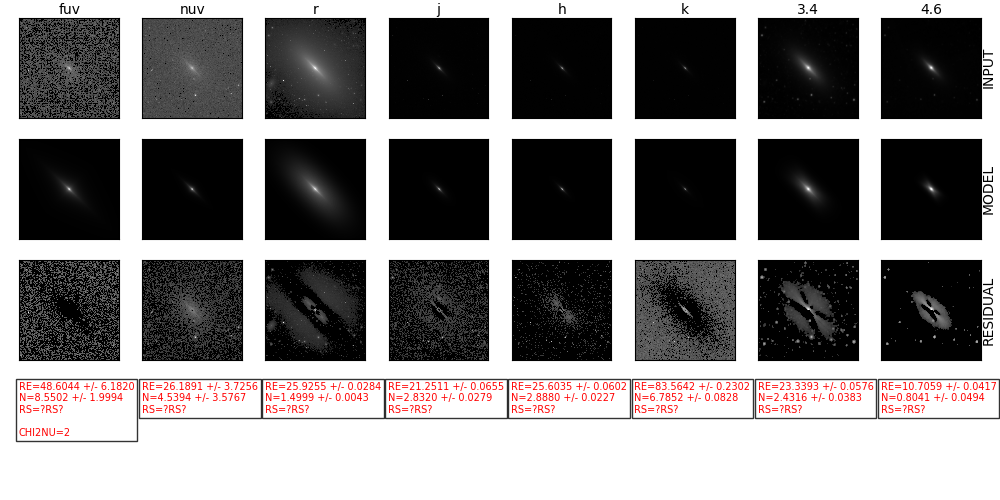 fuv nuv r j h k 3.4 4.6
INPUT
MODEL
RESIDUAL
RE=48.6044 +/- 6.1820
N=8.5502 +/- 1.9994
RS=?RS?
CHI2NU=2
RE=26.1891 +/- 3.7256
N=4.5394 +/- 3.5767
RS=?RS?
RE=25.9255 +/- 0.0284
N=1.4999 +/- 0.0043
RS=?RS?
RE=21.2511 +/- 0.0655
N=2.8320 +/- 0.0279
RS=?RS?
RE=25.6035 +/- 0.0602
N=2.8880 +/- 0.0227
RS=?RS?
RE=83.5642 +/- 0.2302
N=6.7852 +/- 0.0828
RS=?RS?
RE=23.3393 +/- 0.0576
N=2.4316 +/- 0.0383
RS=?RS?
RE=10.7059 +/- 0.0417
N=0.8041 +/- 0.0494
RS=?RS?